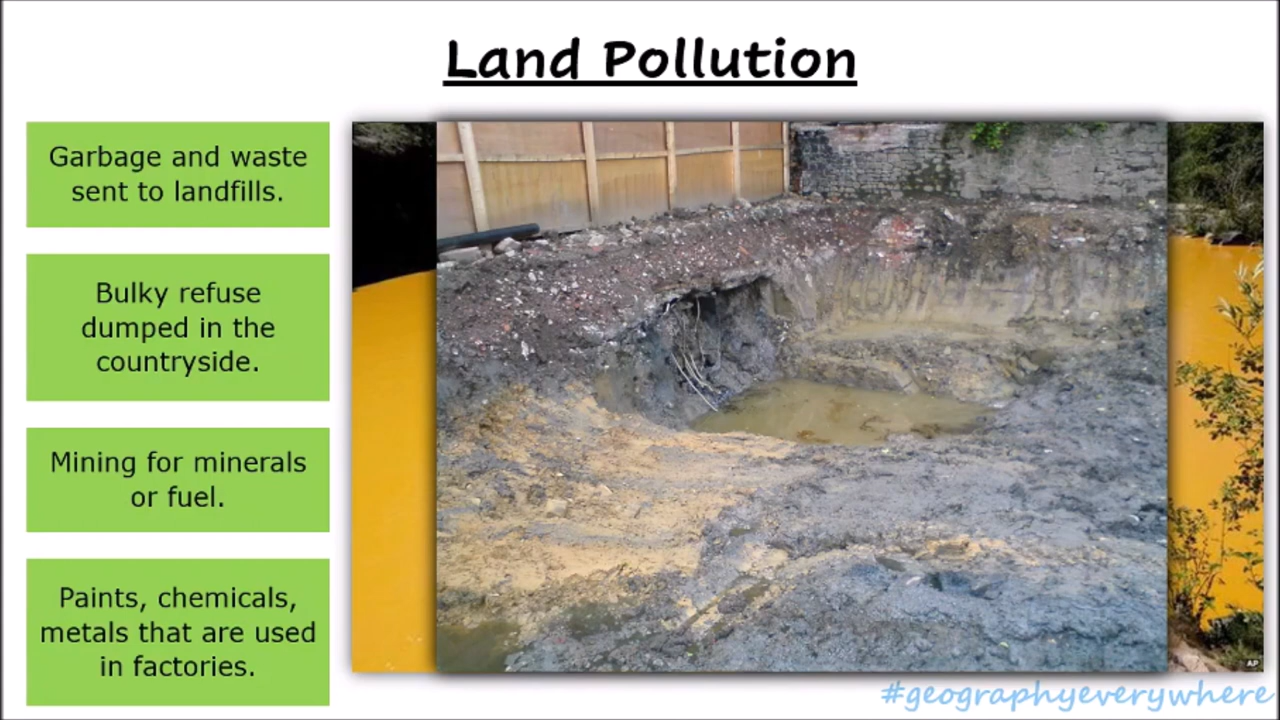 Land Pollution
Garbage and waste
sent to landfills.
Bulky refuse
dumped in the
countryside.
Mining for minerals
or fuel.
Paints, chemicals,
metals that are used
in factories.
AP
#geographyeverywhere